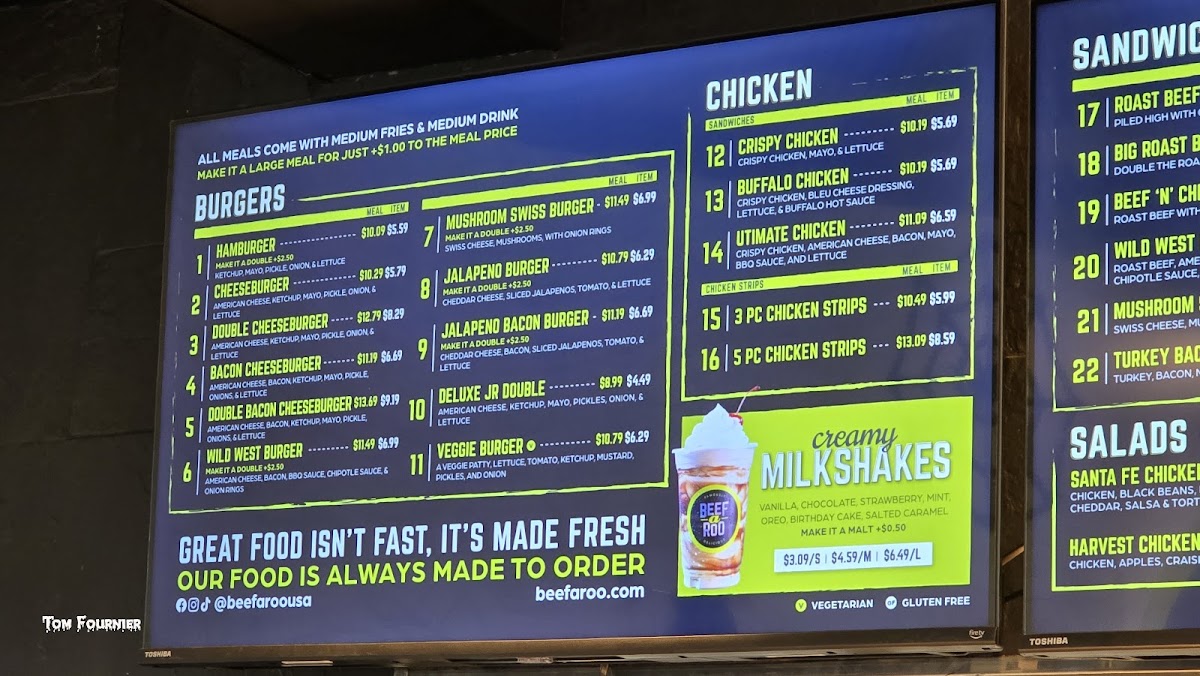 ALL MEALS COME WITH MEDIUM FRIES & MEDIUM DRINK
MAKE IT A LARGE MEAL FOR JUST +$1.00 TO THE MEAL PRICE
BURGERS
MEAL ITEM
1 HAMBURGER $10.09 $5.59
MAKE IT A DOUBLE +$2.50
KETCHUP, MAYO, PICKLE, ONION, & LETTUCE
2 CHEESEBURGER $10.29 $5.79
AMERICAN CHEESE, KETCHUP, MAYO, PICKLE, ONION, &
LETTUCE
3 DOUBLE CHEESEBURGER $12.79 $8.29
AMERICAN CHEESE, KETCHUP, MAYO, PICKLE, ONION, &
LETTUCE
4 BACON CHEESEBURGER $11.19 $6.69
AMERICAN CHEESE, BACON, KETCHUP, MAYO, PICKLE,
ONIONS, & LETTUCE
5 DOUBLE BACON CHEESEBURGER $13.69 $9.19
AMERICAN CHEESE, BACON, KETCHUP, MAYO, PICKLE,
ONIONS, & LETTUCE
6 WILD WEST BURGER $11.49 $6.99
MAKE IT A DOUBLE +$2.50
AMERICAN CHEESE, BACON, BBQ SAUCE, CHIPOTLE SAUCE, &
ONION RINGS
MEAL ITEM
7 MUSHROOM SWISS BURGER - $11.49 $6.99
MAKE IT A DOUBLE +$2.50
SWISS CHEESE, MUSHROOMS, WITH ONION RINGS
8 JALAPENO BURGER $10.79 $6.29
MAKE IT A DOUBLE +$2.50
CHEDDAR CHEESE, SLICED JALAPENOS, TOMATO, & LETTUCE
9 JALAPENO BACON BURGER - $11.19 $6.69
MAKE IT A DOUBLE +$2.50
CHEDDAR CHEESE, BACON, SLICED JALAPENOS, TOMATO, &
LETTUCE
10 DELUXE JR DOUBLE $8.99 $4.49
AMERICAN CHEESE, KETCHUP, MAYO, PICKLES, ONION, &
LETTUCE
11 VEGGIE BURGER V $10.79 $6.29
A VEGGIE PATTY, LETTUCE, TOMATO, KETCHUP, MUSTARD,
PICKLES, AND ONION
GREAT FOOD ISN'T FAST, IT'S MADE FRESH
OUR FOOD IS ALWAYS MADE TO ORDER
@beefaroousa
beefaroo.com
CHICKEN
SANDWICHES MEAL ITEM
12 CRISPY CHICKEN $10.19 $5.69
CRISPY CHICKEN, MAYO, & LETTUCE
13 BUFFALO CHICKEN $10.19 $5.69
CRISPY CHICKEN, BLEU CHEESE DRESSING,
LETTUCE, & BUFFALO HOT SAUCE
14 UTIMATE CHICKEN $11.09 $6.59
CRISPY CHICKEN, AMERICAN CHEESE, BACON, MAYO,
BBQ SAUCE, AND LETTUCE
CHICKEN STRIPS MEAL ITEM
15 3 PC CHICKEN STRIPS --- $10.49 $5.99
16 5 PC CHICKEN STRIPS --- $13.09 $8.59
BEEF
A
ROO
creamy
MILKSHAKES
VANILLA, CHOCOLATE, STRAWBERRY, MINT,
OREO, BIRTHDAY CAKE, SALTED CARAMEL
MAKE IT A MALT +$0.50
$3.09/S | $4.59/M | $6.49/L
V VEGETARIAN GF GLUTEN FREE
TOSHIBA
firetv
SANDWIC
17 ROAST BEEF
PILED HIGH WITH
18 BIG ROAST B
DOUBLE THE ROA
19 BEEF 'N' CH
ROAST BEEF WIT
20 WILD WEST
ROAST BEEF, AME
CHIPOTLE SAUCE
21 MUSHROOM
SWISS CHEESE, M
22 TURKEY BAC
TURKEY, BACON, M
SALADS
SANTA FE CHICKEN
CHICKEN, BLACK BEANS,
CHEDDAR, SALSA & TORT
HARVEST CHICKEN
CHICKEN, APPLES, CRAIS
TOSHIBA
TOM FOURNIER